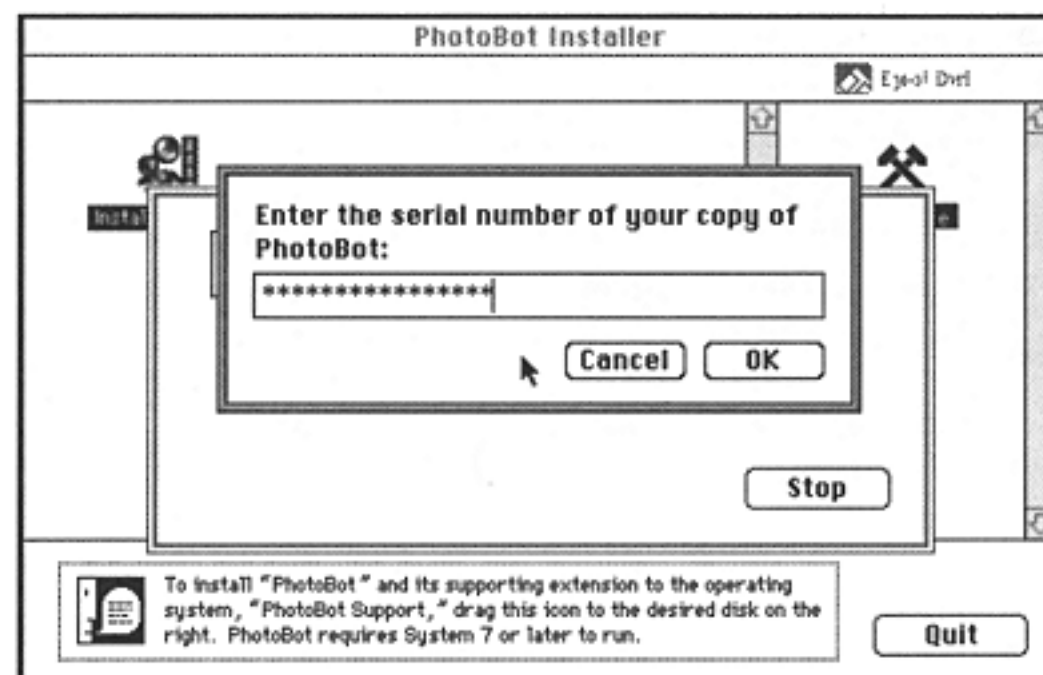 PhotoBot Installer
Instal
Enter the serial number of your copy of
PhotoBot:
****************
Cancel
OK
Stop
To install "PhotoBot" and its supporting extension to the operating
system, "PhotoBot Support," drag this icon to the desired disk on the
right. PhotoBot requires System 7 or later to run.
Quit